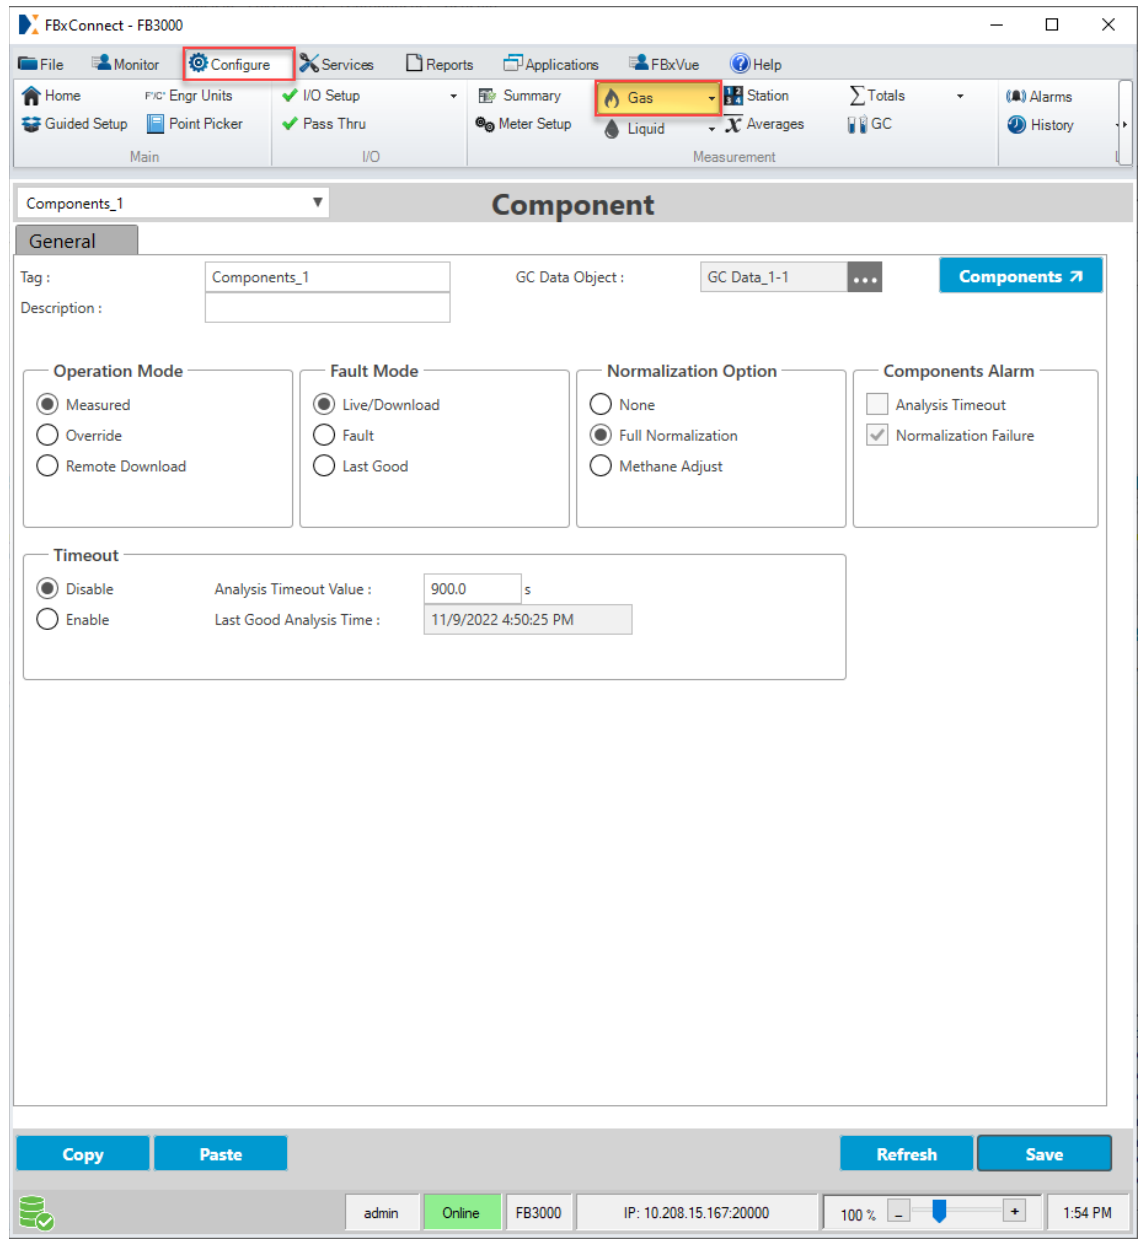 FBxConnect - FB3000
File Monitor Configure Services Reports Applications FBxVue Help
Home F²/C° Engr Units I/O Setup Summary Gas Station ∑Totals Alarms
Guided Setup Point Picker Pass Thru Meter Setup Liquid X Averages GC History
Main I/O Measurement
Components_1 Component
General
Tag : Components_1 GC Data Object : GC Data_1-1 ... Components
Description :
Operation Mode Fault Mode Normalization Option Components Alarm
Measured Live/Download None Analysis Timeout
Override Fault Full Normalization Normalization Failure
Remote Download Last Good Methane Adjust
Timeout
Disable Analysis Timeout Value : 900.0 s
Enable Last Good Analysis Time : 11/9/2022 4:50:25 PM
Copy Paste Refresh Save
admin Online FB3000 IP: 10.208.15.167:20000 100 % - + 1:54 PM